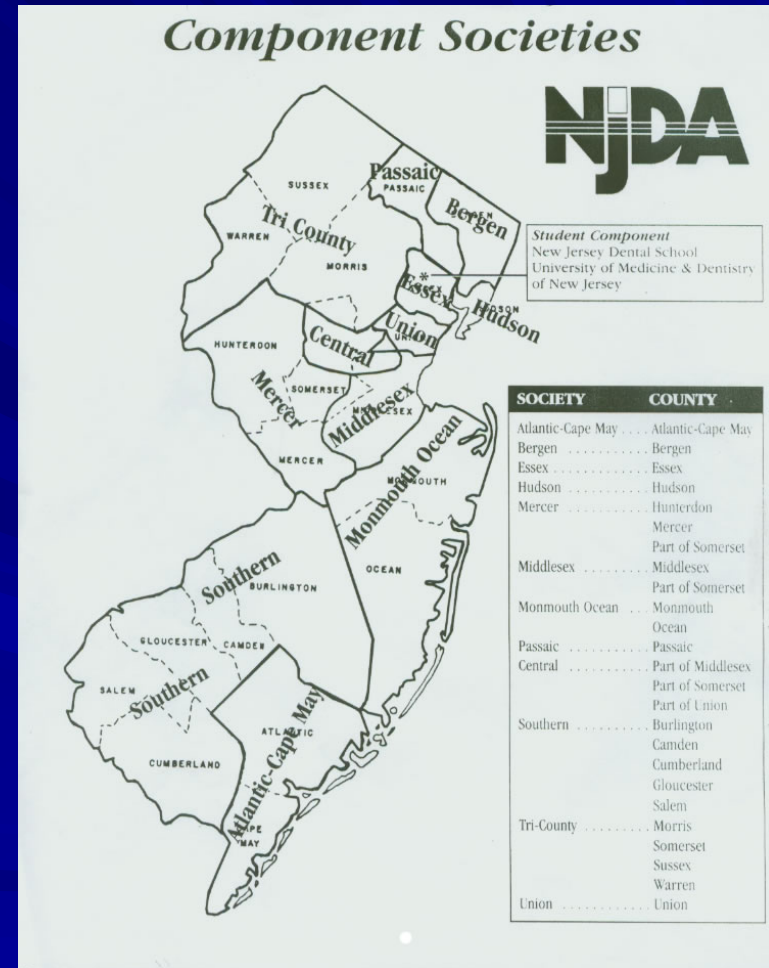 Component Societies
NjDA
Passaic
PASSAIC
SUSSEX
Bergen
Tri County
WARREN
MORRIS
Student Component
New Jersey Dental School
University of Medicine & Dentistry
of New Jersey
*
Essex
Hudson
Union
Central
HUNTERDON
SOMERSET
Mercer
Middlesex
MERCER
Monmouth Ocean
MONMOUTH
OCEAN
Southern
BURLINGTON
GLOUCESTER
CAMDEN
SALEM
Southern
ATLANTIC
CUMBERLAND
Atlantic-Cape May
MAY
SOCIETY COUNTY
Atlantic-Cape May .... Atlantic-Cape May
Bergen ........... Bergen
Essex ............. Essex
Hudson ........... Hudson
Mercer ........... Hunterdon
Mercer
Part of Somerset
Middlesex ......... Middlesex
Part of Somerset
Monmouth Ocean ... Monmouth
Ocean
Passaic ........... Passaic
Central ........... Part of Middlesex
Part of Somerset
Part of Union
Southern .......... Burlington
Camden
Cumberland
Gloucester
Salem
Tri-County ......... Morris
Somerset
Sussex
Warren
Union ............ Union